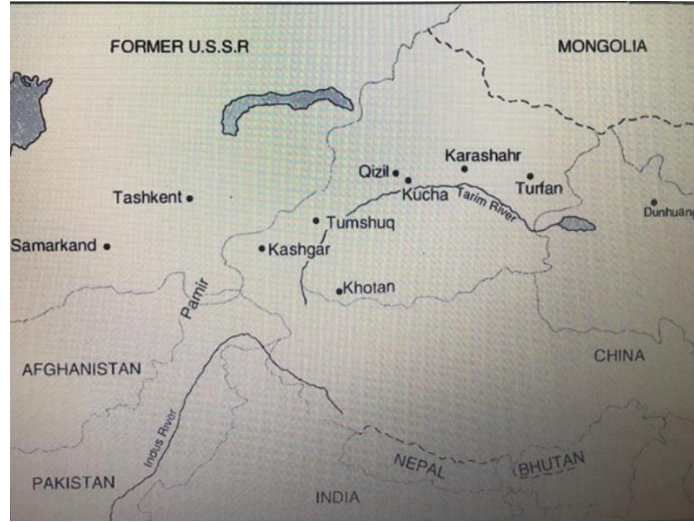 FORMER U.S.S.R
MONGOLIA
Karashahr
Qizil
Kucha
Tarim River
Turfan
Tashkent
Dunhuang
Tumshuq
Samarkand
Kashgar
Khotan
Pamir
AFGHANISTAN
CHINA
Indus River
NEPAL
BHUTAN
PAKISTAN
INDIA